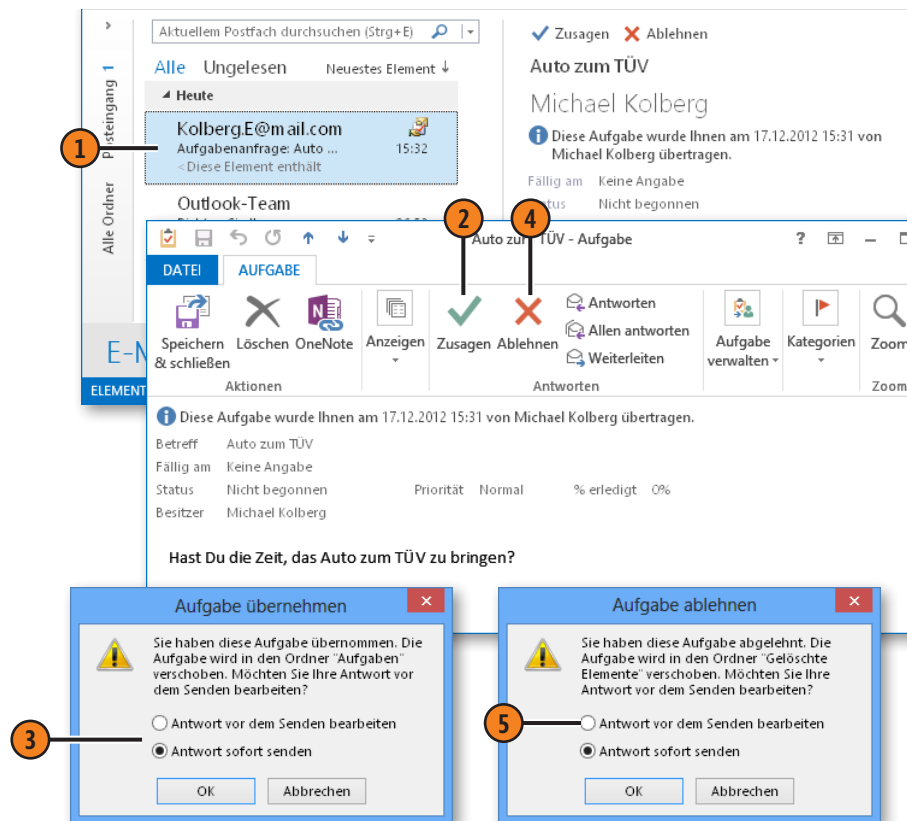 Aktuellem Postfach durchsuchen (Strg+E)
Zusagen Ablehnen
Alle Ungelesen Neuestes Element
Auto zum TÜV
Heute
Michael Kolberg
Posteingang 1
Alle Ordner
1
Kolberg.E@mail.com
Aufgabenanfrage: Auto ... 15:32
<Diese Element enthält
Diese Aufgabe wurde Ihnen am 17.12.2012 15:31 von
Michael Kolberg übertragen.
Fällig am Keine Angabe
Nicht begonnen
Outlook-Team
2
4
Auto zum TÜV - Aufgabe
?
DATEI AUFGABE
Speichern & schließen
Löschen
OneNote
Anzeigen
Zusagen
Ablehnen
Antworten
Allen antworten
Weiterleiten
Aufgabe verwalten
Kategorien
Zoom
Aktionen
Antworten
Zoom
ELEMENT
Diese Aufgabe wurde Ihnen am 17.12.2012 15:31 von Michael Kolberg übertragen.
Betreff Auto zum TÜV
Fällig am Keine Angabe
Status Nicht begonnen Priorität Normal % erledigt 0%
Besitzer Michael Kolberg
Hast Du die Zeit, das Auto zum TÜV zu bringen?
Aufgabe übernehmen
Sie haben diese Aufgabe übernommen. Die
Aufgabe wird in den Ordner "Aufgaben"
verschoben. Möchten Sie Ihre Antwort vor
dem Senden bearbeiten?
3
Antwort vor dem Senden bearbeiten
Antwort sofort senden
OK Abbrechen
Aufgabe ablehnen
Sie haben diese Aufgabe abgelehnt. Die
Aufgabe wird in den Ordner "Gelöschte
Elemente" verschoben. Möchten Sie Ihre
Antwort vor dem Senden bearbeiten?
5
Antwort vor dem Senden bearbeiten
Antwort sofort senden
OK Abbrechen